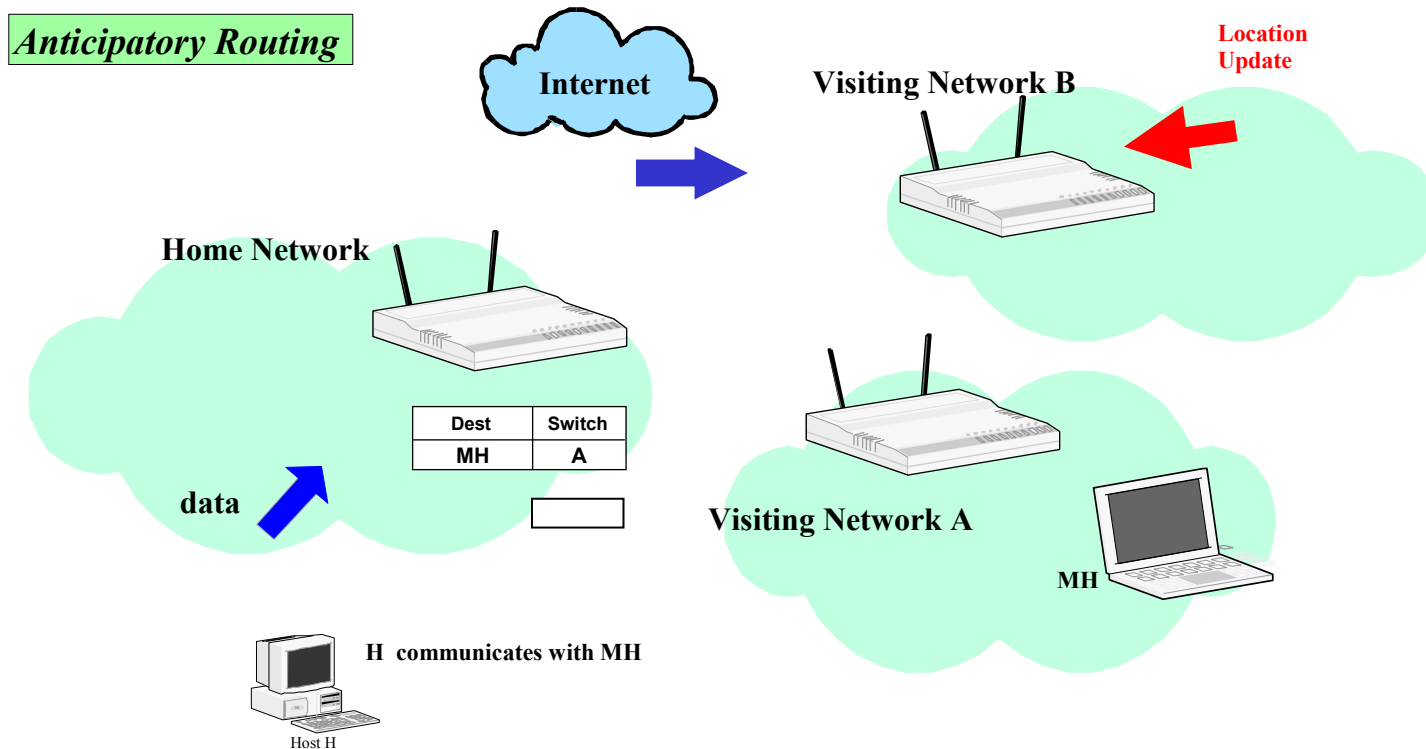 Anticipatory Routing
Internet
Location
Update
Visiting Network B
Home Network
Dest Switch
MH A
data
Visiting Network A
MH
H communicates with MH
Host H